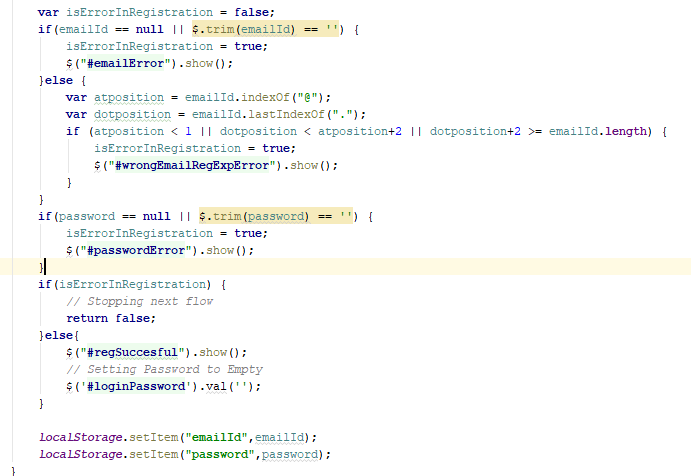 var isErrorInRegistration = false;
if(emailId == null || $.trim(emailId) == '') {
isErrorInRegistration = true;
$("#emailError").show();
}else {
var atposition = emailId.indexOf("@");
var dotposition = emailId.lastIndexOf(".");
if (atposition < 1 || dotposition < atposition+2 || dotposition+2 >= emailId.length) {
isErrorInRegistration = true;
$("#wrongEmailRegExpError").show();
}
}
if(password == null || $.trim(password) == '') {
isErrorInRegistration = true;
$("#passwordError").show();
}
if(isErrorInRegistration) {
// Stopping next flow
return false;
}else{
$("#regSuccesful").show();
// Setting Password to Empty
$('#loginPassword').val('');
}
localStorage.setItem("emailId",emailId);
localStorage.setItem("password",password);
}